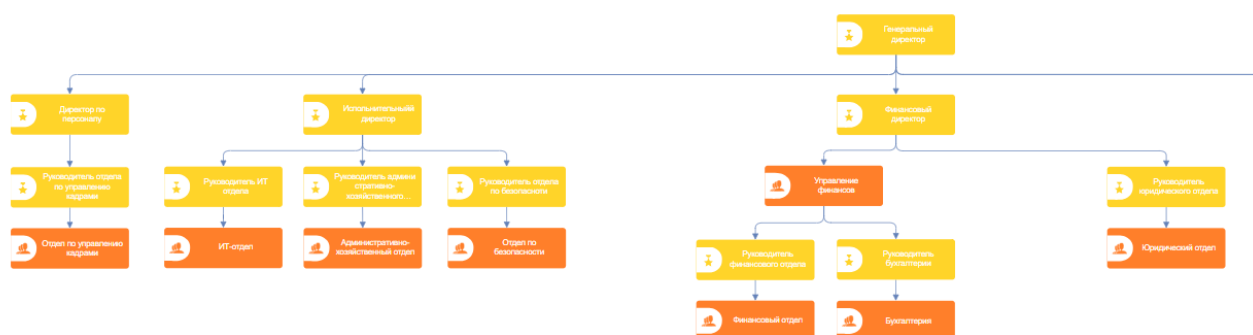 Генеральный
директор
Директор по
персоналу
Исполнительный
директор
Финансовый
директор
Руководитель отдела
по управлению
кадрами
Руководитель ИТ
отдела
Руководитель админи
стративно-
хозяйственного...
Руководитель отдела
по безопасноти
Управление
финансов
Руководитель
юридического отдела
Отдел по управлению
кадрами
ИТ-отдел
Административно-
хозяйственный отдел
Отдел по
безопасности
Руководитель
финансового отдела
Руководитель
бухгалтерия
Юридический отдел
Финансовый отдел
Бухгалтерия